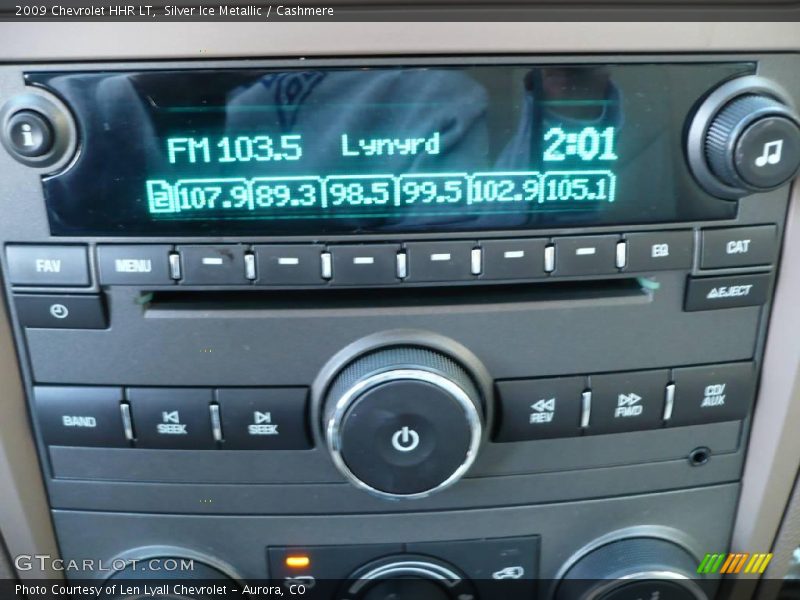 2009 Chevrolet HHR LT,  Silver Ice Metallic / Cashmere
i
FM 103.5 Lynyrd 2:01
2 107.9 89.3 98.5 99.5 102.9 105.1
FAV MENU EQ CAT
EJECT
BAND SEEK SEEK REV FWD CD/AUX
GTCARLOT.COM
Photo Courtesy of Len Lyall Chevrolet - Aurora, CO